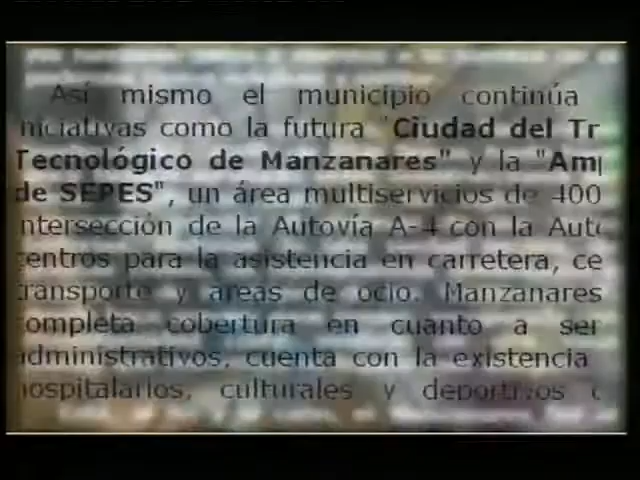 Así mismo el municipio continúa
niciativas como la futura "Ciudad del Tr
Tecnológico de Manzanares" y la "Amp
de SEPES", un área multiservicios de 400
ntersección de la Autovía A-4 con la Auto
entros para la asistencia en carretera, ce
transporte y áreas de ocio. Manzanares
ompleta cobertura en cuanto a ser
administrativos, cuenta con la existencia
hospitalarios, culturales y deportivos